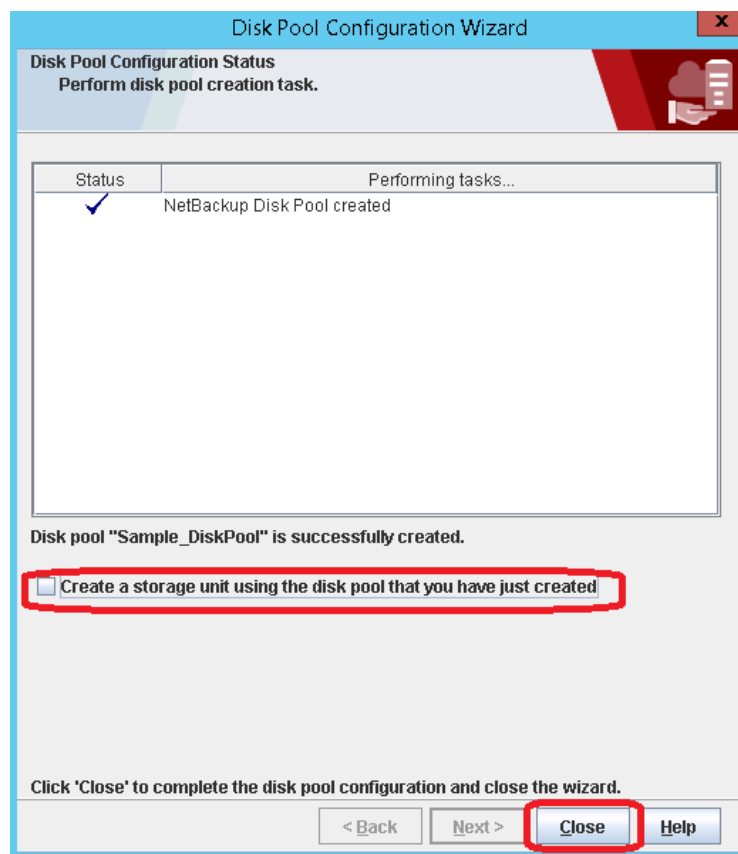 Disk Pool Configuration Wizard
x
Disk Pool Configuration Status
Perform disk pool creation task.
Status Performing tasks...
NetBackup Disk Pool created
Disk pool "Sample_DiskPool" is successfully created.
Create a storage unit using the disk pool that you have just created
Click 'Close' to complete the disk pool configuration and close the wizard.
< Back Next > Close Help